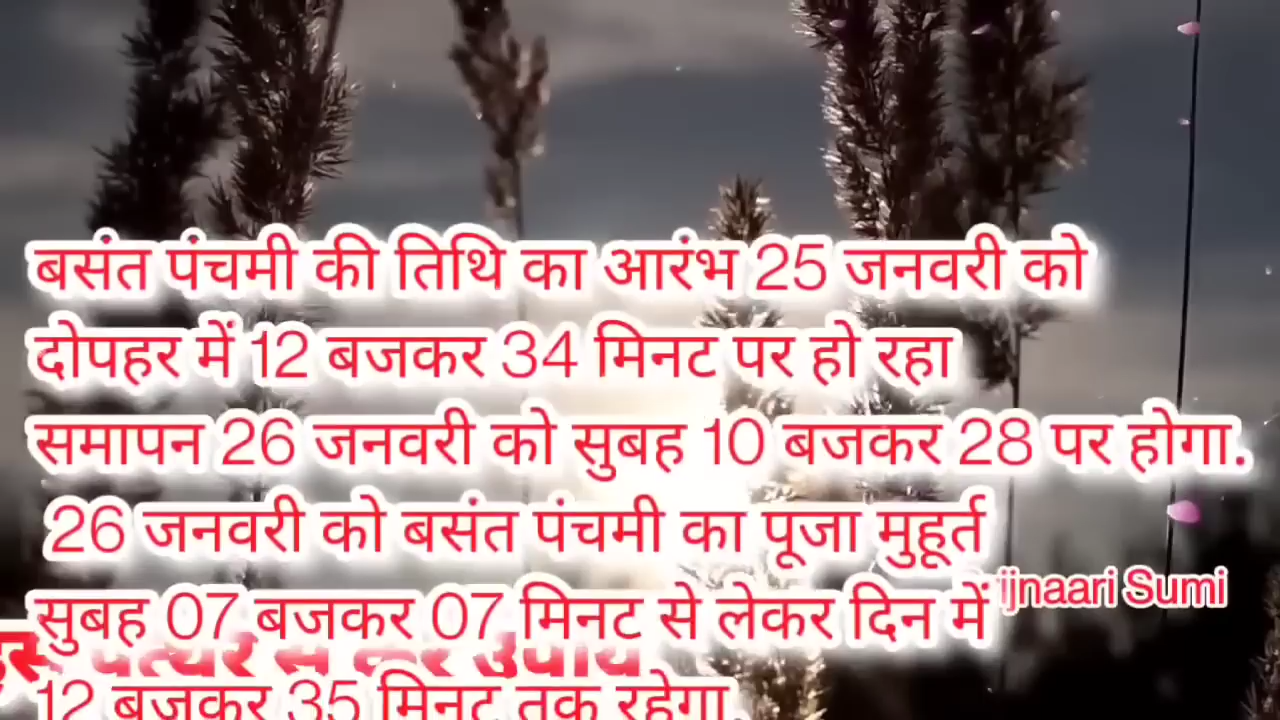 बसंत पंचमी की तिथि का आरंभ 25 जनवरी को
दोपहर में 12 बजकर 34 मिनट पर हो रहा
समापन 26 जनवरी को सुबह 10 बजकर 28 पर होगा.
26 जनवरी को बसंत पंचमी का पूजा मुहूर्त
ijnaari Sumi
सुबह 07 बजकर 07 मिनट से लेकर दिन में
12 बजकर 35 मिनट तक रहेगा.